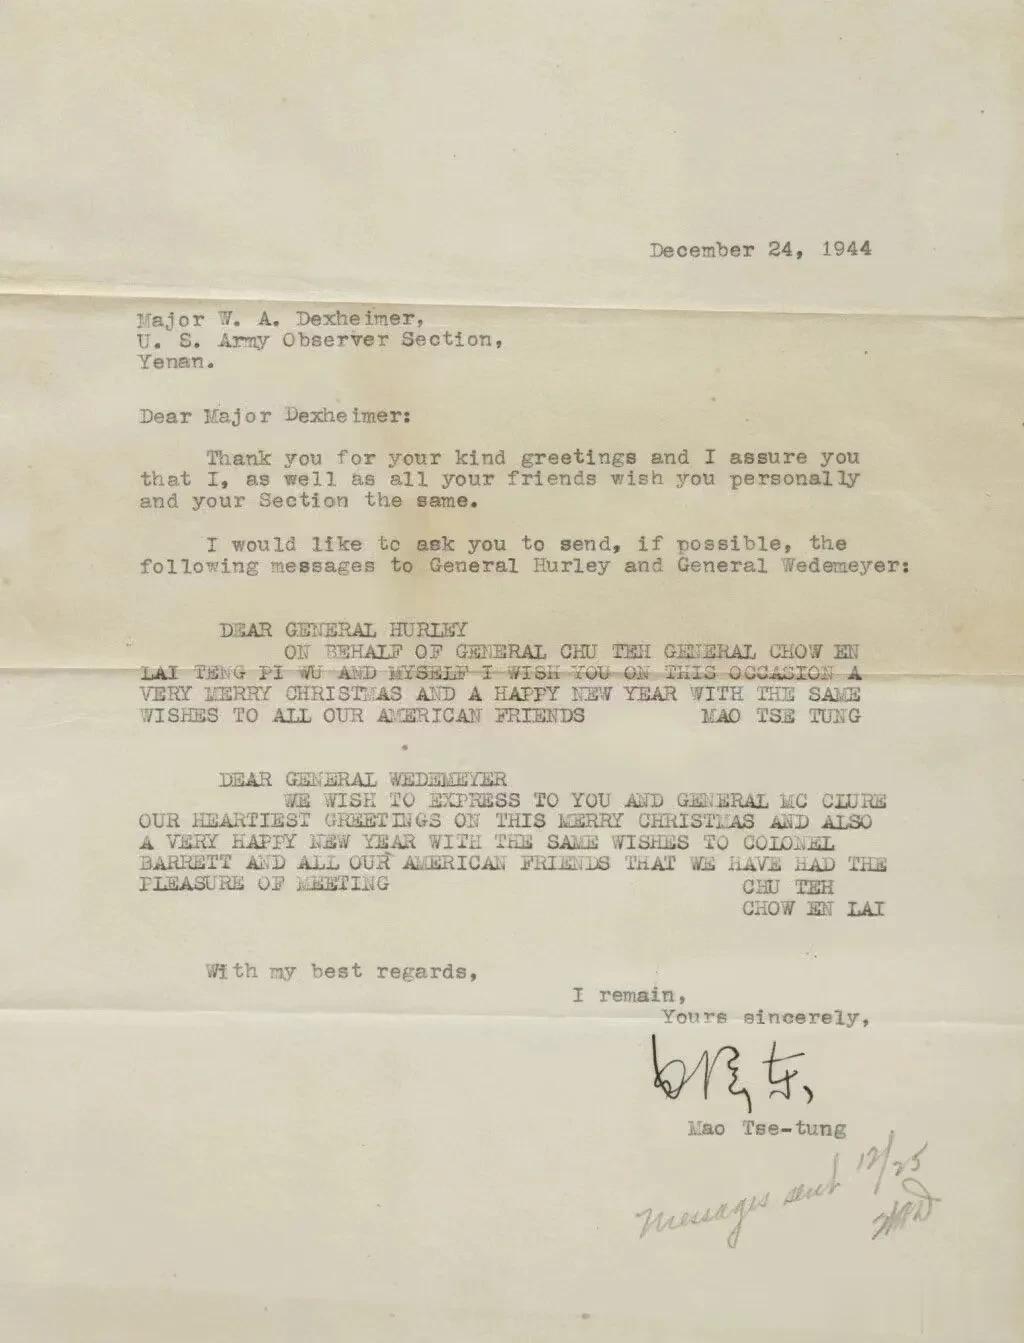 December 24, 1944
Major W. A. Dexheimer,
U. S. Army Observer Section,
Yenan.
Dear Major Dexheimer:
Thank you for your kind greetings and I assure you
that I, as well as all your friends wish you personally
and your Section the same.
I would like to ask you to send, if possible, the
following messages to General Hurley and General Wedemeyer:
DEAR GENERAL HURLEY
ON BEHALF OF GENERAL CHU TEH GENERAL CHOW EN
LAI TENG PI WU AND MYSELF I WISH YOU ON THIS OCCASION A
VERY MERRY CHRISTMAS AND A HAPPY NEW YEAR WITH THE SAME
WISHES TO ALL OUR AMERICAN FRIENDS MAO TSE TUNG
DEAR GENERAL WEDEMEYER
WE WISH TO EXPRESS TO YOU AND GENERAL MC CLURE
OUR HEARTIEST GREETINGS ON THIS MERRY CHRISTMAS AND ALSO
A VERY HAPPY NEW YEAR WITH THE SAME WISHES TO COLONEL
BARRETT AND ALL OUR AMERICAN FRIENDS THAT WE HAVE HAD THE
PLEASURE OF MEETING CHU TEH
CHOW EN LAI
With my best regards,
I remain,
Yours sincerely,
毛泽东
Mao Tse-tung
Messages sent 12/25